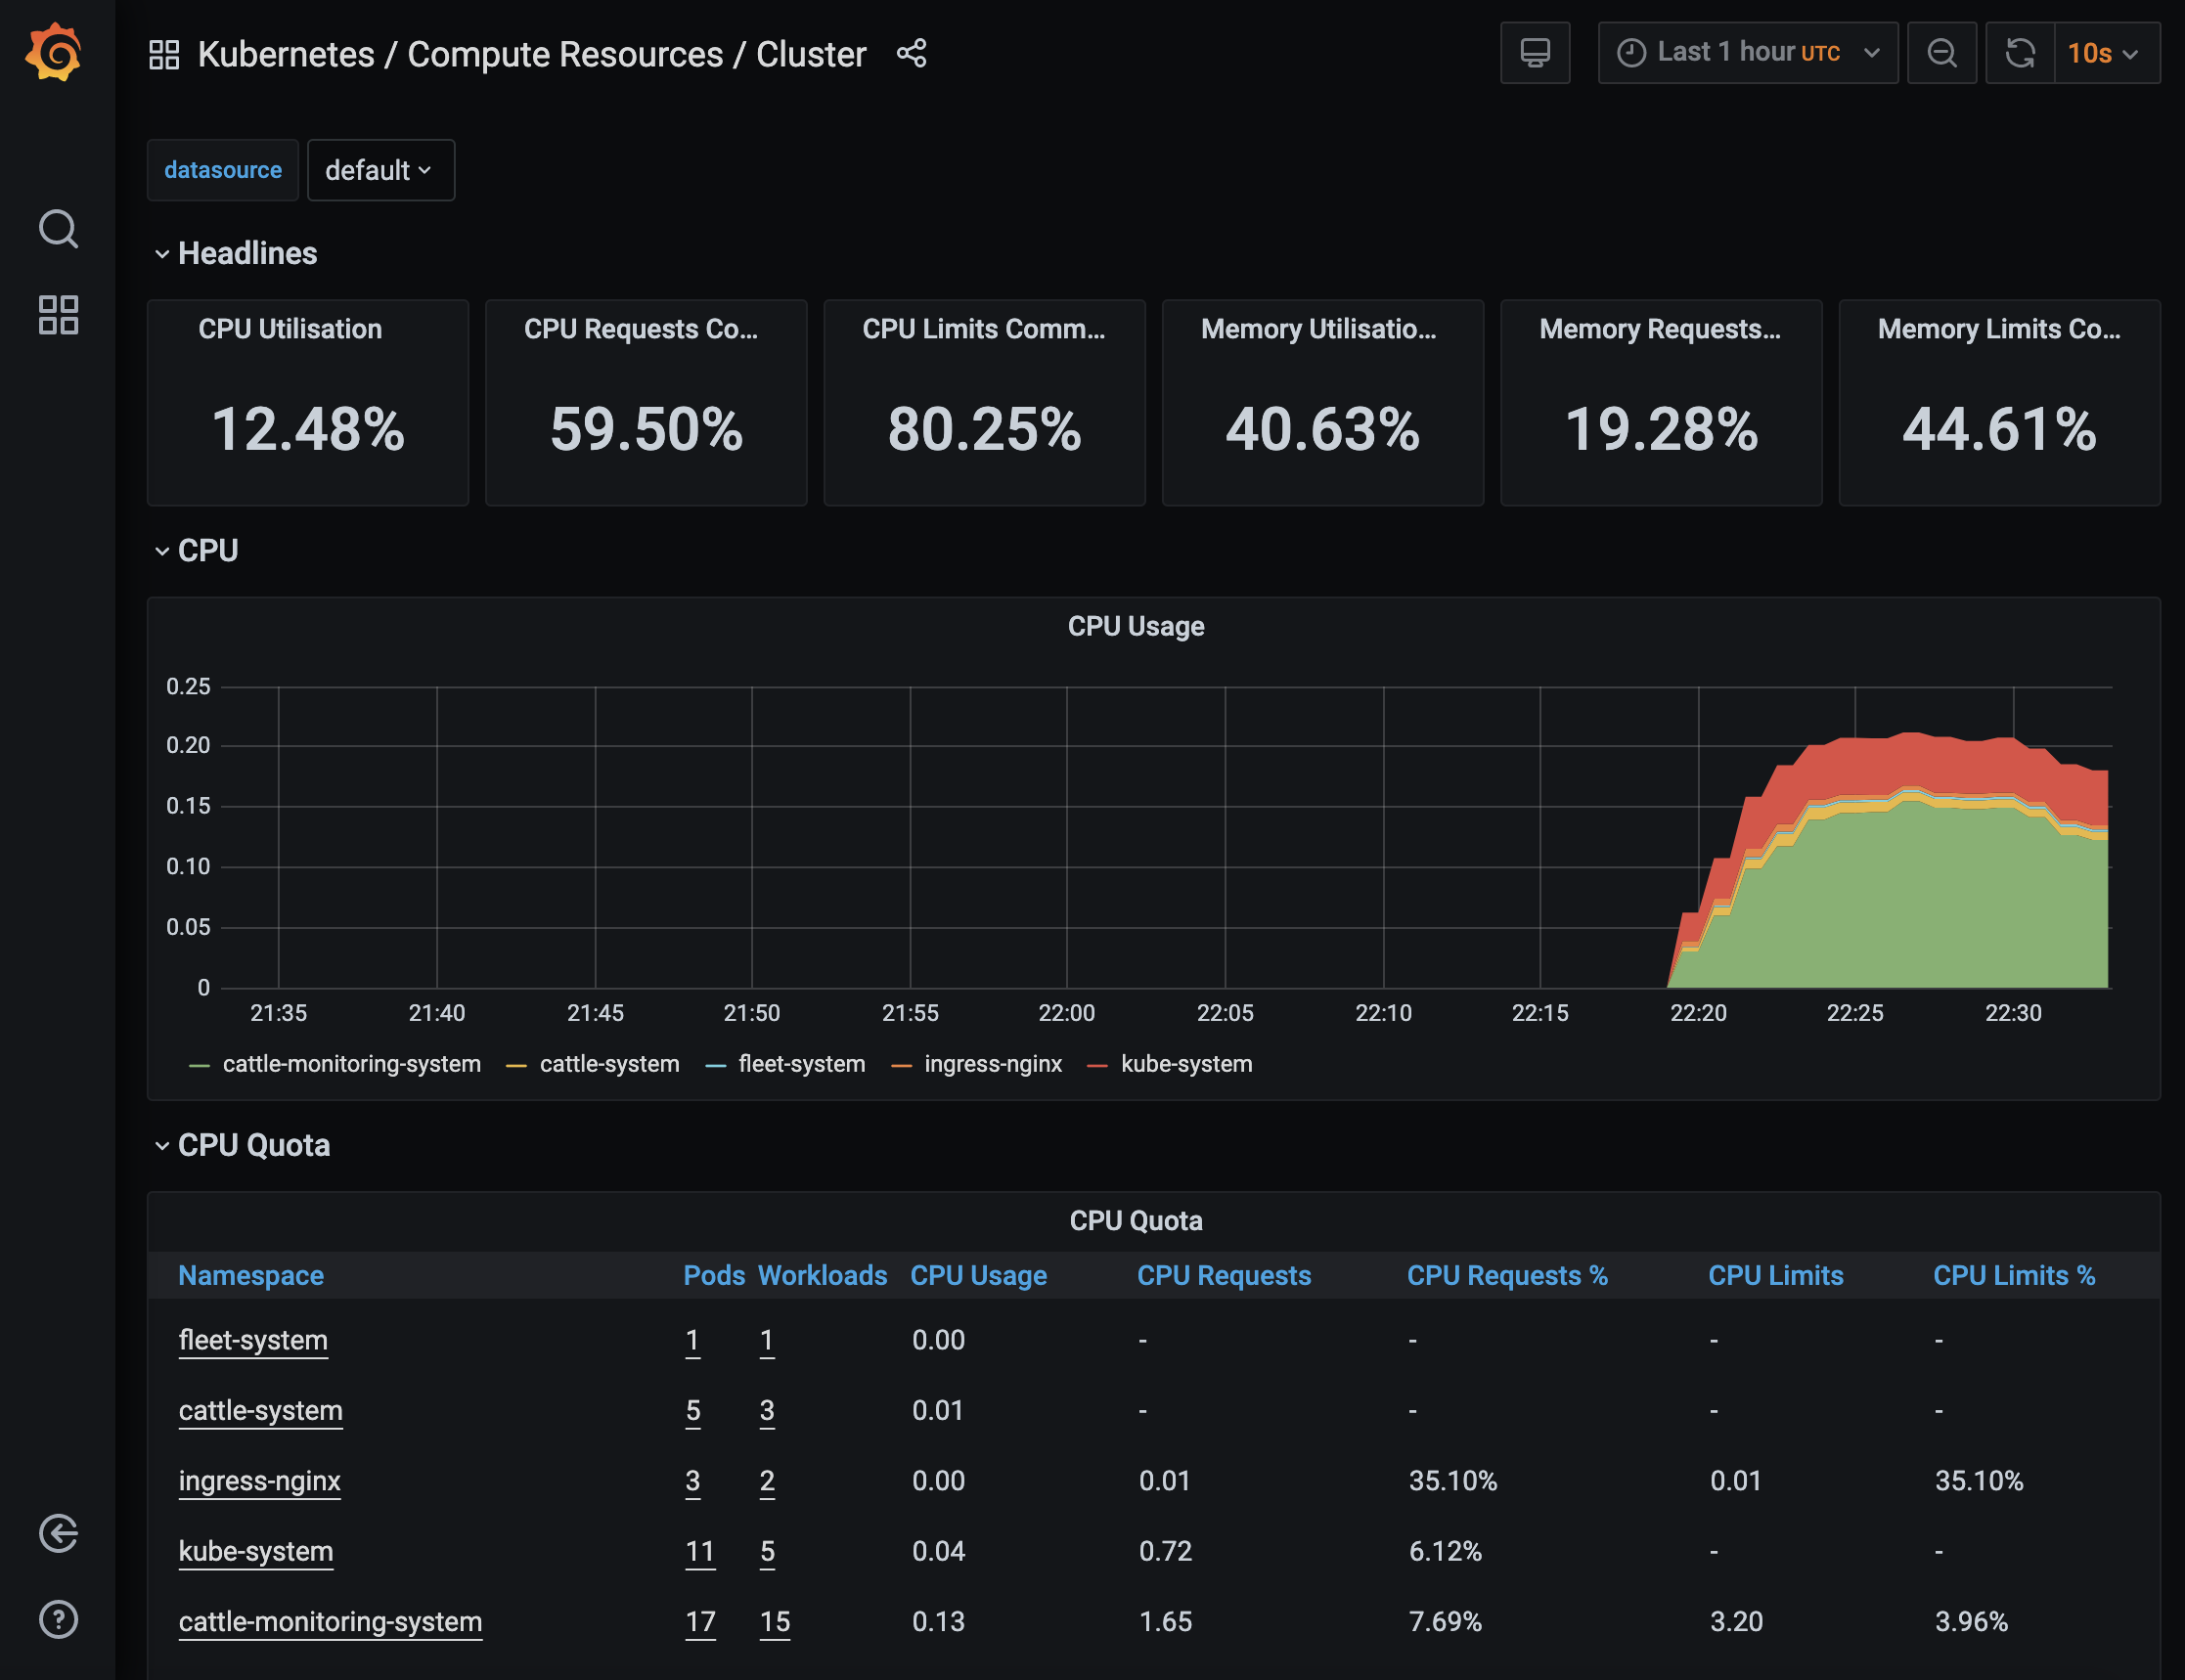 Kubernetes / Compute Resources / Cluster
Last 1 hour UTC
10s
datasource
default
Headlines
CPU Utilisation
12.48%
CPU Requests Co...
59.50%
CPU Limits Comm...
80.25%
Memory Utilisatio...
40.63%
Memory Requests...
19.28%
Memory Limits Co...
44.61%
CPU
CPU Usage
0.25
0.20
0.15
0.10
0.05
0
21:35 21:40 21:45 21:50 21:55 22:00 22:05 22:10 22:15 22:20 22:25 22:30
cattle-monitoring-system cattle-system fleet-system ingress-nginx kube-system
CPU Quota
CPU Quota
Namespace Pods Workloads CPU Usage CPU Requests CPU Requests % CPU Limits CPU Limits %
fleet-system 1 1 0.00 - - - -
cattle-system 5 3 0.01 - - - -
ingress-nginx 3 2 0.00 0.01 35.10% 0.01 35.10%
kube-system 11 5 0.04 0.72 6.12% - -
cattle-monitoring-system 17 15 0.13 1.65 7.69% 3.20 3.96%